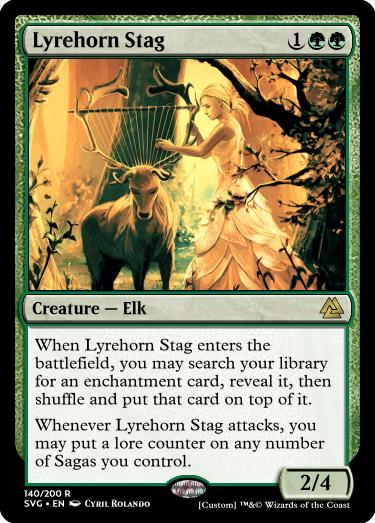 Lyrehorn Stag 1
Creature — Elk
When Lyrehorn Stag enters the
battlefield, you may search your library
for an enchantment card, reveal it, then
shuffle and put that card on top of it.
Whenever Lyrehorn Stag attacks, you
may put a lore counter on any number
of Sagas you control.
2/4
140/200 R
SVG • EN Cyril Rolando
[Custom] ™&© Wizards of the Coast